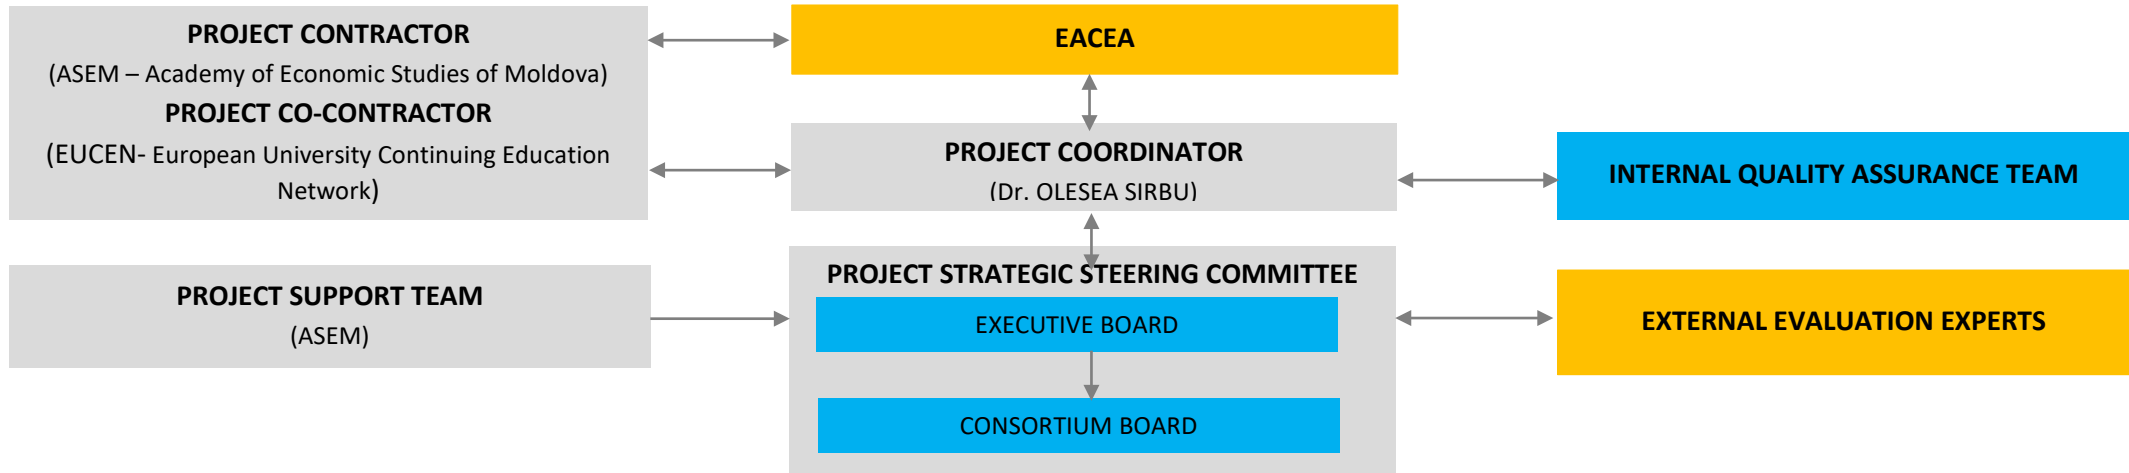 PROJECT CONTRACTOR
(ASEM – Academy of Economic Studies of Moldova)
PROJECT CO-CONTRACTOR
(EUCEN- European University Continuing Education
Network)
EACEA
PROJECT COORDINATOR
(Dr. OLESEA SIRBU)
INTERNAL QUALITY ASSURANCE TEAM
PROJECT SUPPORT TEAM
(ASEM)
PROJECT STRATEGIC STEERING COMMITTEE
EXECUTIVE BOARD
CONSORTIUM BOARD
EXTERNAL EVALUATION EXPERTS